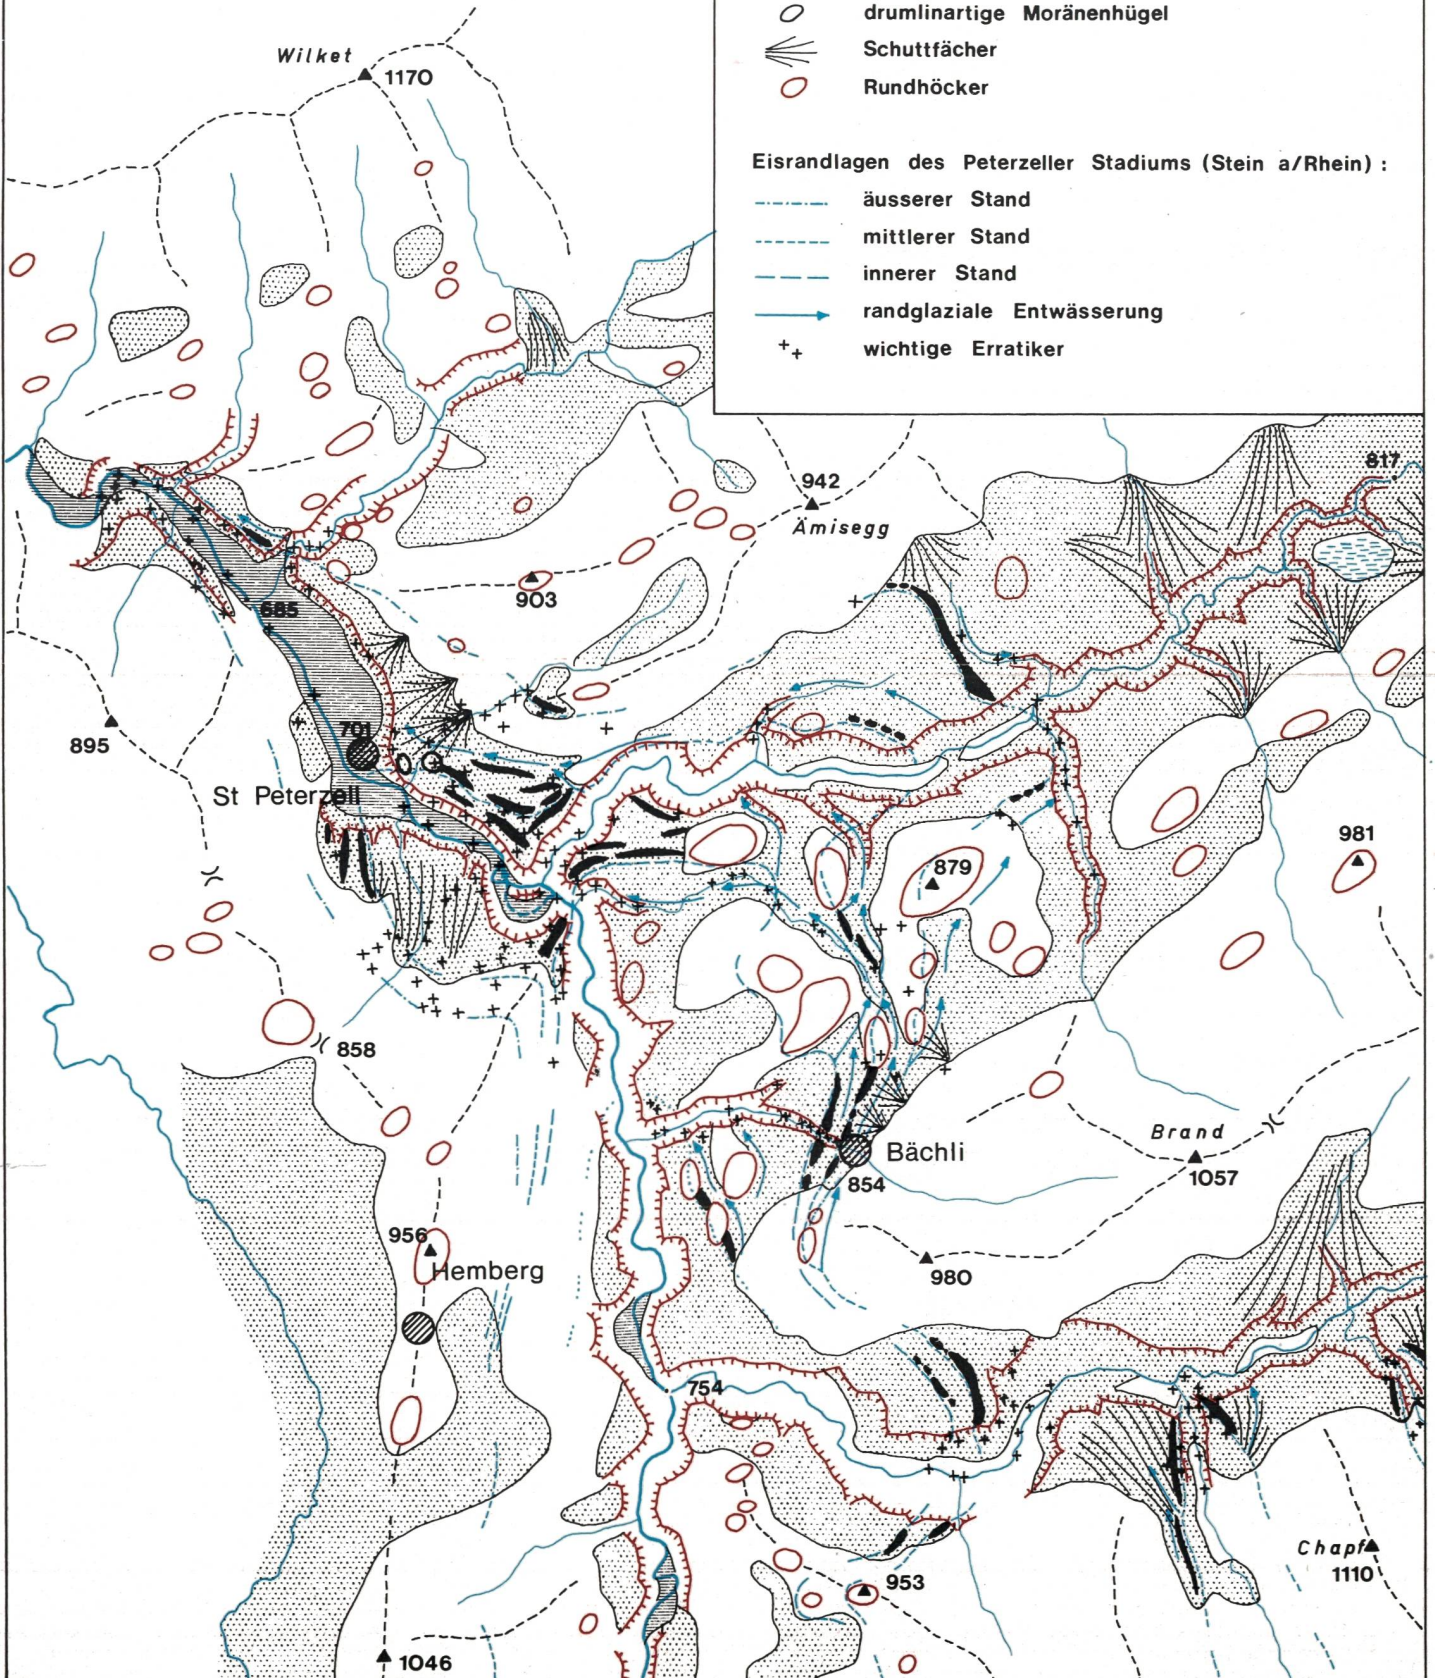 drumlinartige Moränenhügel
Schuttfächer
Rundhöcker
Eisrandlagen des Peterzeller Stadiums (Stein a/Rhein) :
äusserer Stand
mittlerer Stand
innerer Stand
randglaziale Entwässerung
wichtige Erratiker
Wilket
1170
817
942
Ämisegg
903
685
895
701
St Peterzell
981
879
858
Brand
1057
Bächli
854
956
Hemberg
980
754
Chapf
1110
953
1046